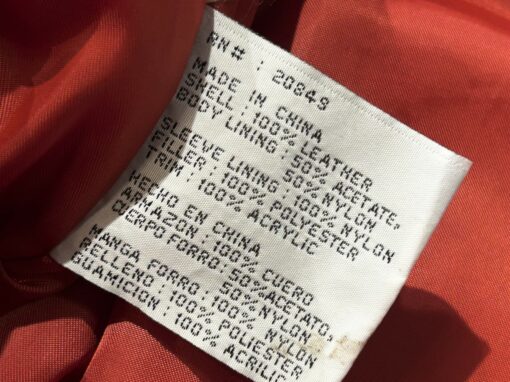 RN# : 20849
MADE IN CHINA
SHELL : 100% LEATHER
BODY LINING : 50% ACETATE,
50% NYLON
SLEEVE LINING : 100% NYLON
FILLER : 100% POLYESTER
TRIM : 100% ACRYLIC
HECHO EN CHINA
ARMAZON : 100% CUERO
CUERPO FORRO : 50% ACETATO,
50% NYLON
MANGA FORRO : 100% NYLON
RELLENO : 100% POLIESTER
GUAMICION : 100% ACRILIC